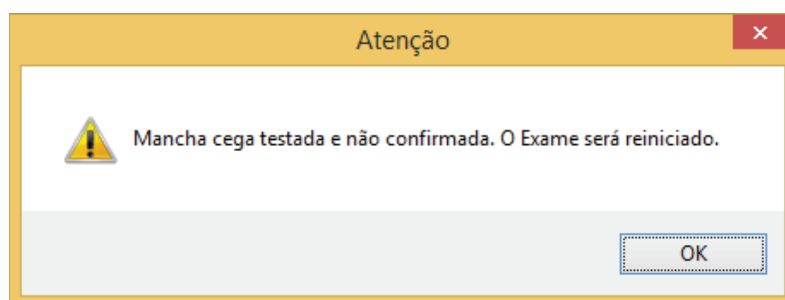 Atenção
Mancha cega testada e não confirmada. O Exame será reiniciado.
OK